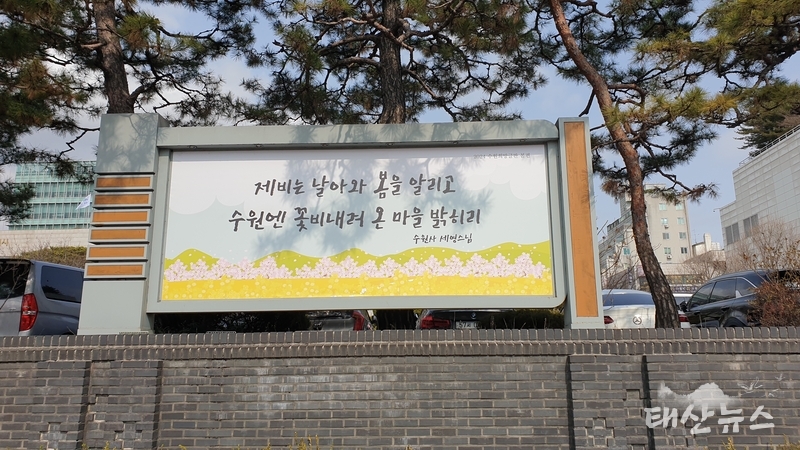 제비는 날아와 봄을 알리고
수원엔 꽃비내려 온 마을 밝히리
수원사 세영스님
태산뉴스